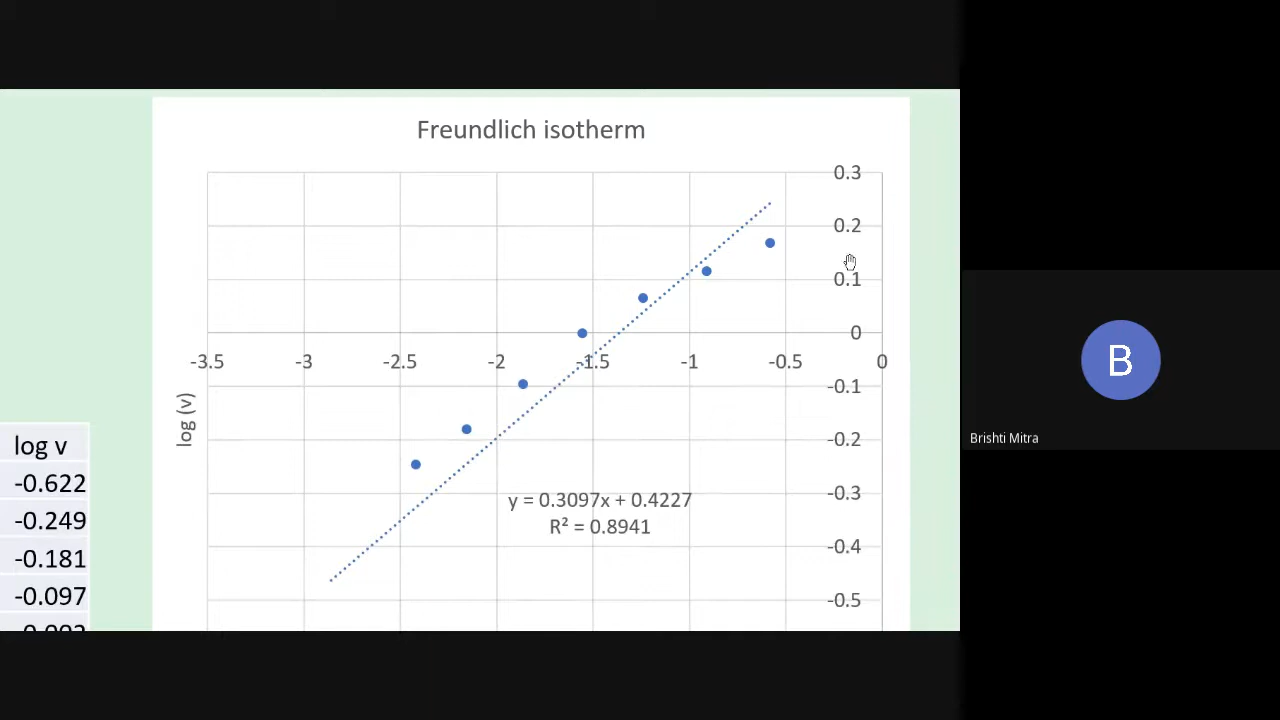 Freundlich isotherm
0.3
0.2
0.1
0
-3.5 -3 -2.5 -2 -1.5 -1 -0.5 0
-0.1
log (v)
-0.2
-0.3
y = 0.3097x + 0.4227
R² = 0.8941
-0.4
-0.5
log v
-0.622
-0.249
-0.181
-0.097
B
Brishti Mitra